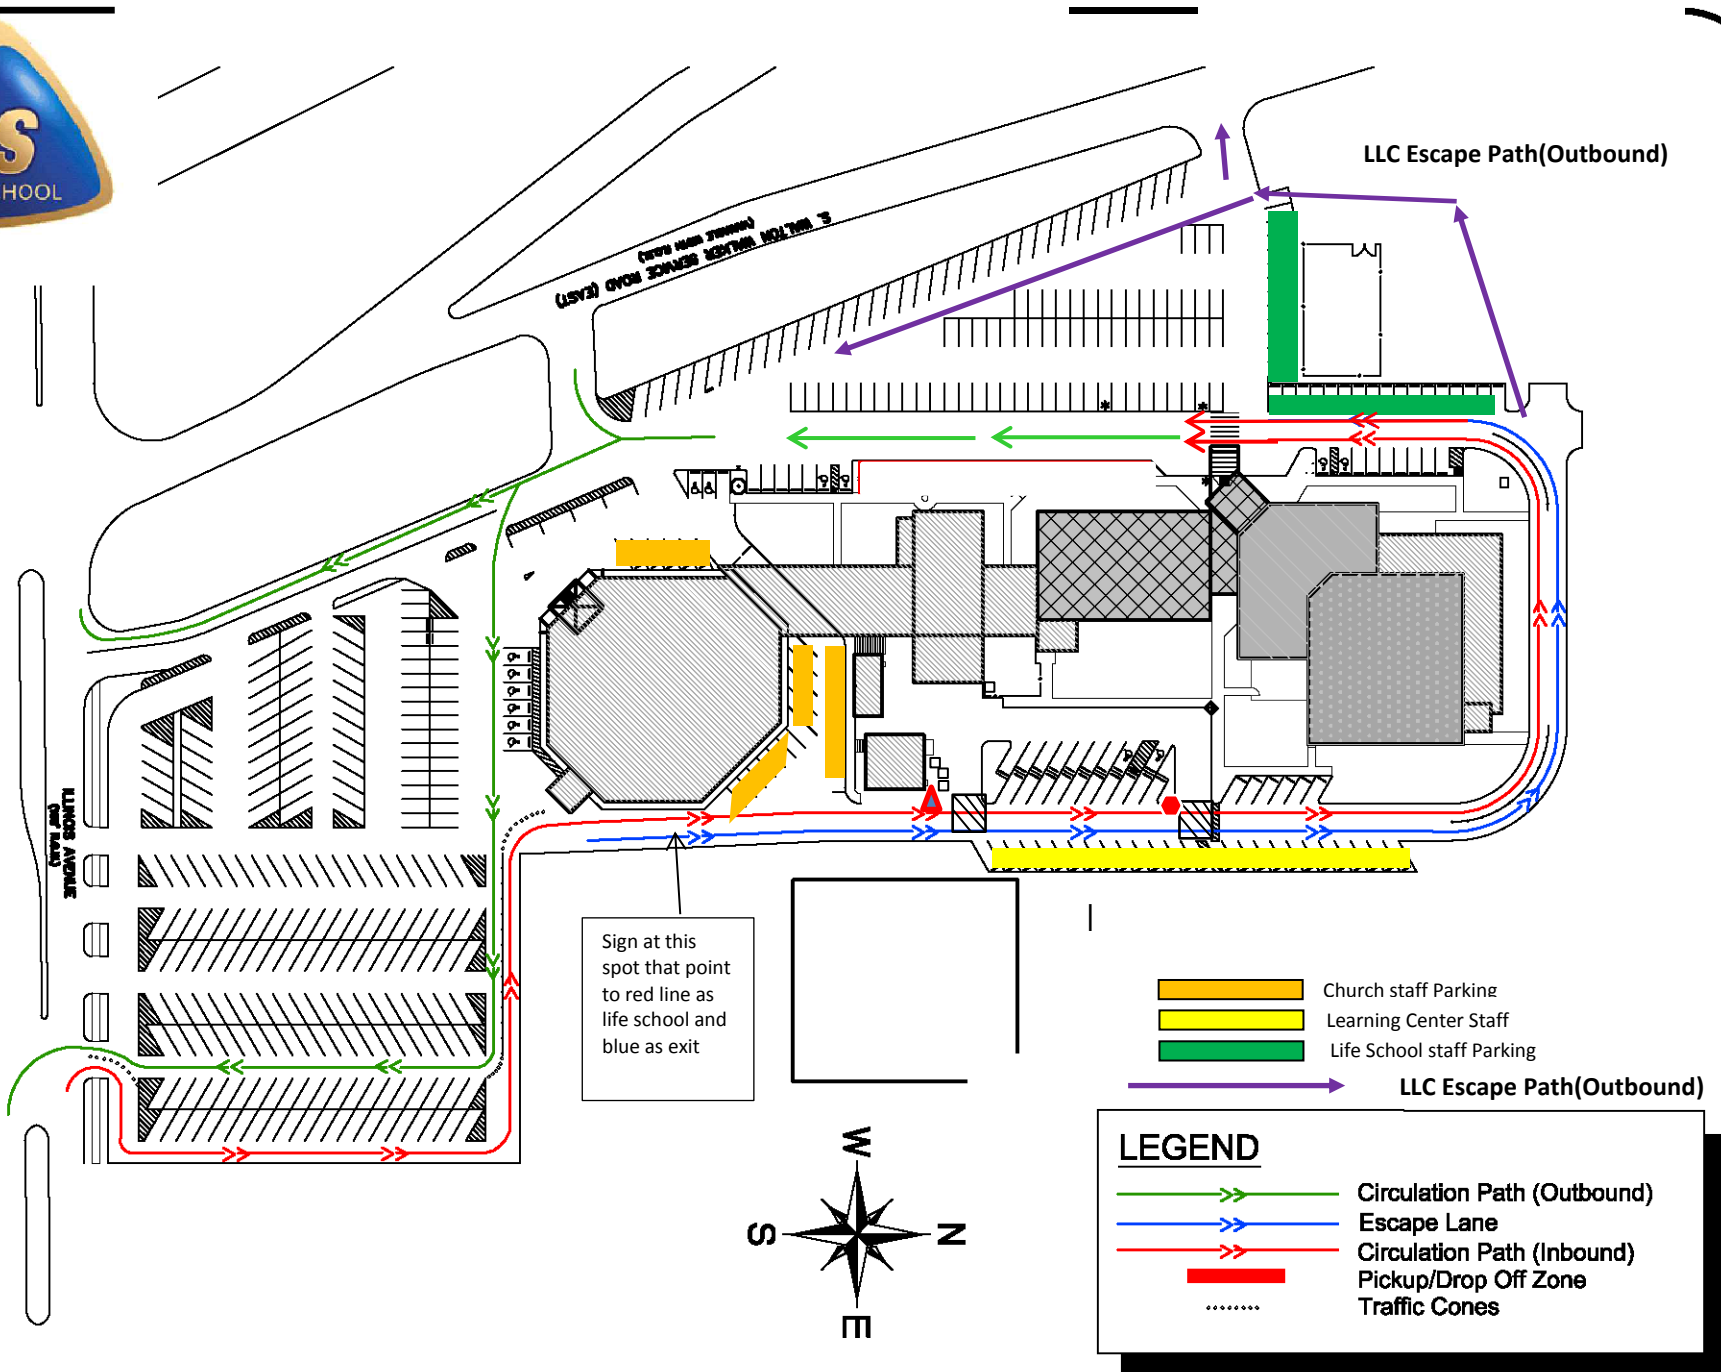 S
HOOL
LLC Escape Path(Outbound)
S. WALTON WALKER SERVICE ROAD (EAST)
(VARIABLE WIDTH R.O.W.)
ILLINOIS AVENUE
Sign at this
spot that point
to red line as
life school and
blue as exit
Church staff Parking
Learning Center Staff
Life School staff Parking
LLC Escape Path(Outbound)
LEGEND
Circulation Path (Outbound)
Escape Lane
Circulation Path (Inbound)
Pickup/Drop Off Zone
Traffic Cones
W
S
N
E